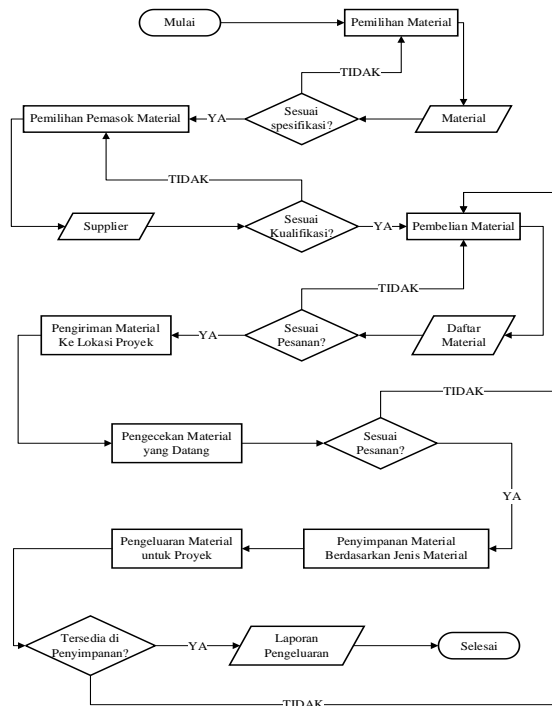 Mulai
Pemilihan Material
TIDAK
Pemilihan Pemasok Material
YA
Sesuai
spesifikasi?
Material
TIDAK
Supplier
Sesuai
Kualifikasi?
YA
Pembelian Material
TIDAK
Pengiriman Material
Ke Lokasi Proyek
YA
Sesuai
Pesanan?
Daftar
Material
TIDAK
Pengecekan Material
yang Datang
Sesuai
Pesanan?
YA
Pengeluaran Material
untuk Proyek
Penyimpanan Material
Berdasarkan Jenis Material
Tersedia di
Penyimpanan?
YA
Laporan
Pengeluaran
Selesai
TIDAK